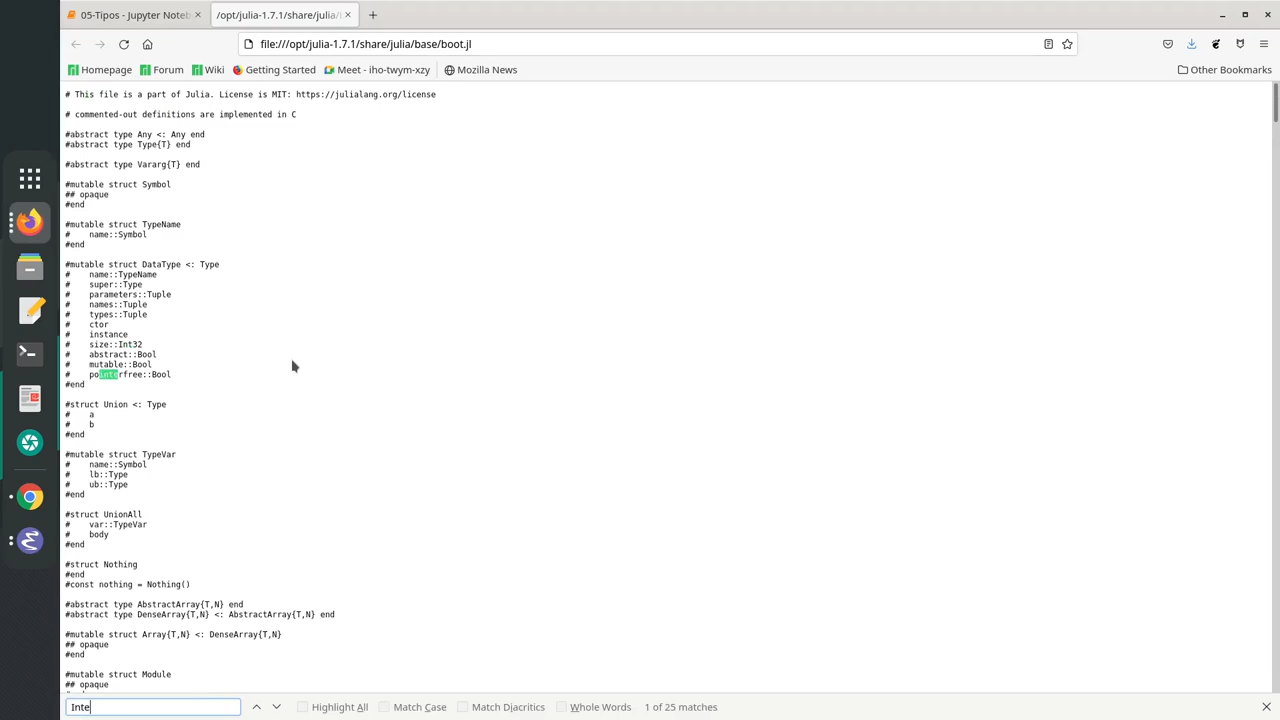 05-Tipos - Jupyter Noteb
/opt/julia-1.7.1/share/julia/
file:///opt/julia-1.7.1/share/julia/base/boot.jl
Homepage Forum Wiki Getting Started Meet - iho-twym-xzy Mozilla News Other Bookmarks
# This file is a part of Julia. License is MIT: https://julialang.org/license
# commented-out definitions are implemented in C
#abstract type Any <: Any end
#abstract type Type{T} end
#abstract type Vararg{T} end
#mutable struct Symbol
## opaque
#end
#mutable struct TypeName
#    name::Symbol
#end
#mutable struct DataType <: Type
#    name::TypeName
#    super::Type
#    parameters::Tuple
#    names::Tuple
#    types::Tuple
#    ctor
#    instance
#    size::Int32
#    abstract::Bool
#    mutable::Bool
#    pointerfree::Bool
#end
#struct Union <: Type
#    a
#    b
#end
#mutable struct TypeVar
#    name::Symbol
#    lb::Type
#    ub::Type
#end
#struct UnionAll
#    var::TypeVar
#    body
#end
#struct Nothing
#end
#const nothing = Nothing()
#abstract type AbstractArray{T,N} end
#abstract type DenseArray{T,N} <: AbstractArray{T,N} end
#mutable struct Array{T,N} <: DenseArray{T,N}
## opaque
#end
#mutable struct Module
## opaque
Inte Highlight All Match Case Match Diacritics Whole Words 1 of 25 matches